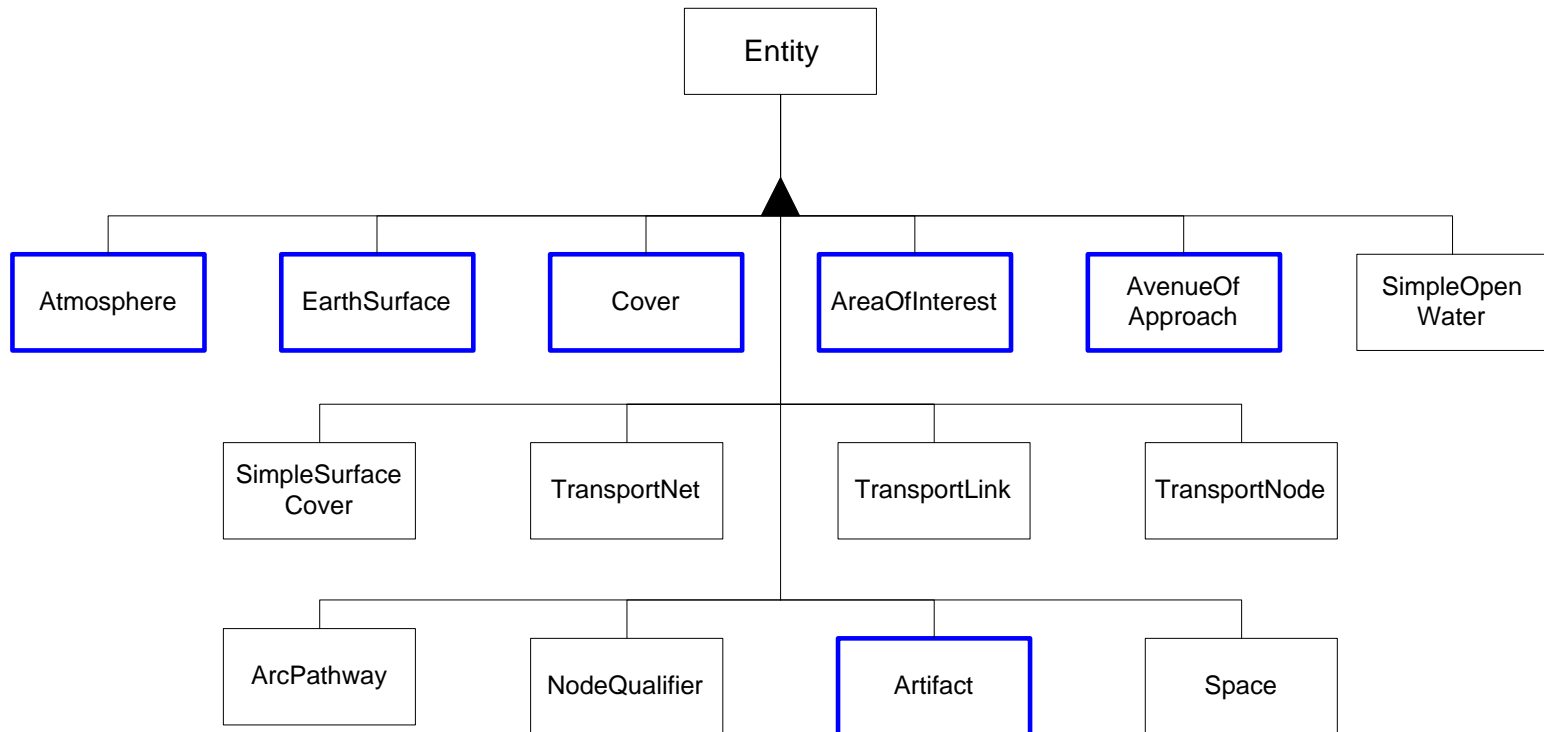 Entity
Atmosphere
EarthSurface
Cover
AreaOfInterest
AvenueOf
Approach
SimpleOpen
Water
SimpleSurface
Cover
TransportNet
TransportLink
TransportNode
ArcPathway
NodeQualifier
Artifact
Space